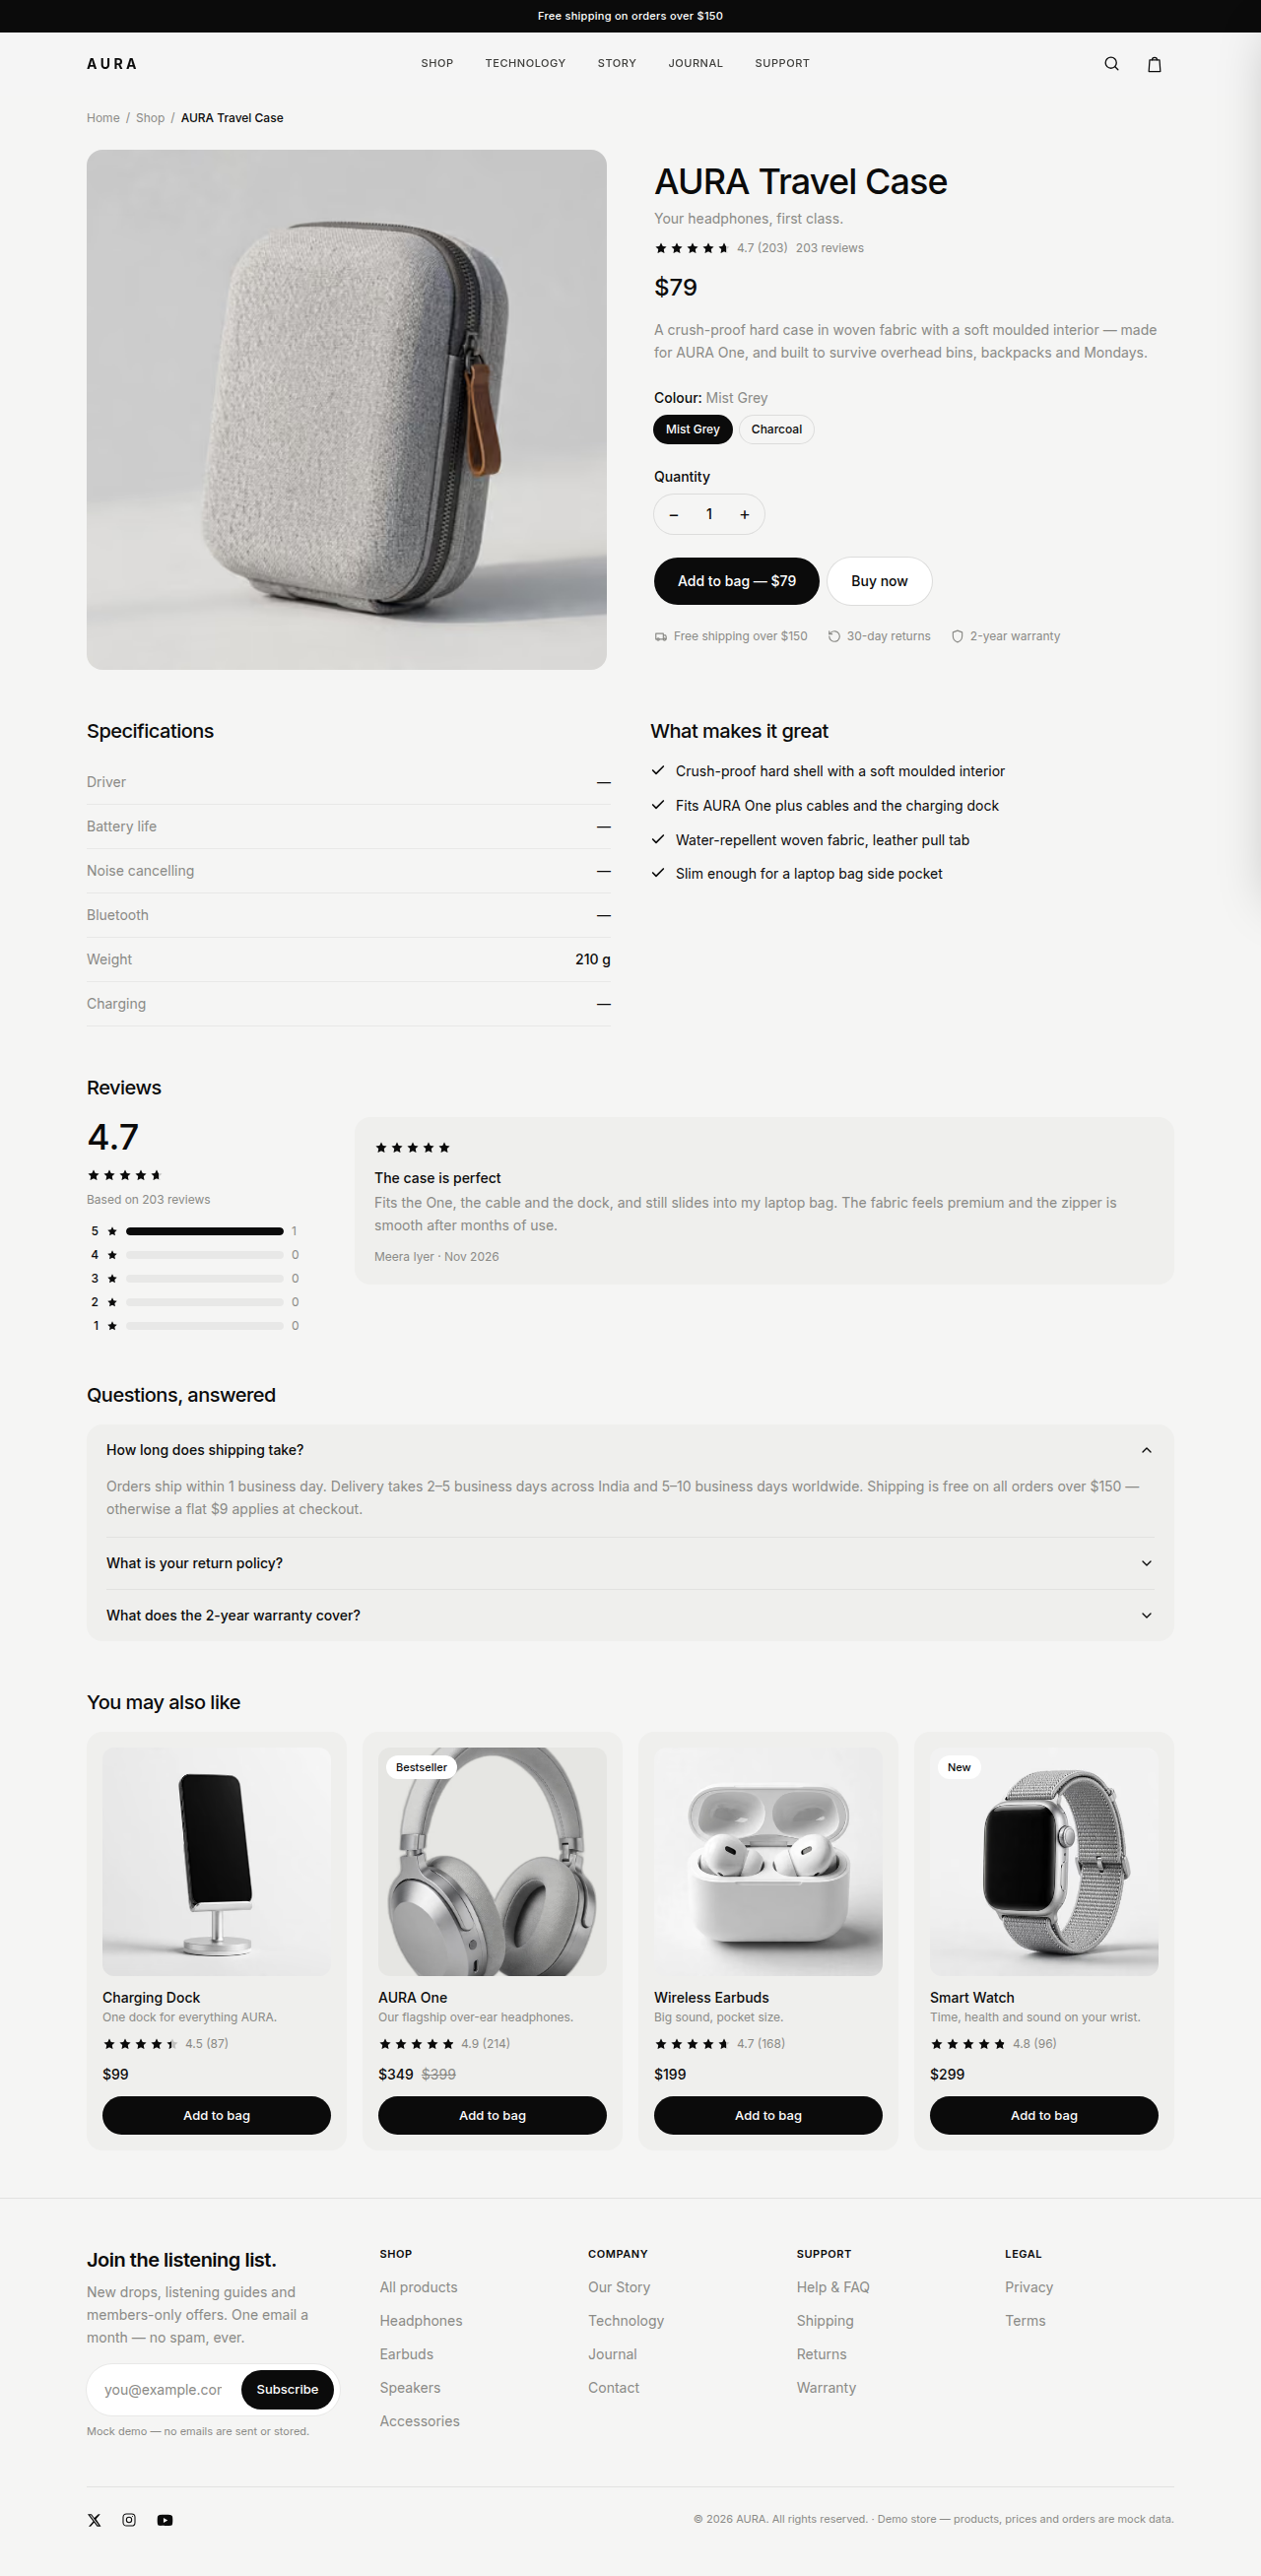 Free shipping on orders over $150
AURA
SHOP TECHNOLOGY STORY JOURNAL SUPPORT
Home / Shop / AURA Travel Case
AURA Travel Case
Your headphones, first class.
4.7 (203) 203 reviews
$79
A crush-proof hard case in woven fabric with a soft moulded interior — made
for AURA One, and built to survive overhead bins, backpacks and Mondays.
Colour: Mist Grey
Mist Grey Charcoal
Quantity
− 1 +
Add to bag — $79 Buy now
Free shipping over $150 30-day returns 2-year warranty
Specifications
Driver —
Battery life —
Noise cancelling —
Bluetooth —
Weight 210 g
Charging —
What makes it great
Crush-proof hard shell with a soft moulded interior
Fits AURA One plus cables and the charging dock
Water-repellent woven fabric, leather pull tab
Slim enough for a laptop bag side pocket
Reviews
4.7
Based on 203 reviews
5 1
4 0
3 0
2 0
1 0
The case is perfect
Fits the One, the cable and the dock, and still slides into my laptop bag. The fabric feels premium and the zipper is
smooth after months of use.
Meera Iyer · Nov 2026
Questions, answered
How long does shipping take?
Orders ship within 1 business day. Delivery takes 2–5 business days across India and 5–10 business days worldwide. Shipping is free on all orders over $150 —
otherwise a flat $9 applies at checkout.
What is your return policy?
What does the 2-year warranty cover?
You may also like
Charging Dock
One dock for everything AURA.
4.5 (87)
$99
Add to bag
Bestseller
AURA One
Our flagship over-ear headphones.
4.9 (214)
$349 $399
Add to bag
Wireless Earbuds
Big sound, pocket size.
4.7 (168)
$199
Add to bag
New
Smart Watch
Time, health and sound on your wrist.
4.8 (96)
$299
Add to bag
Join the listening list.
New drops, listening guides and
members-only offers. One email a
month — no spam, ever.
you@example.cor Subscribe
Mock demo — no emails are sent or stored.
SHOP
All products
Headphones
Earbuds
Speakers
Accessories
COMPANY
Our Story
Technology
Journal
Contact
SUPPORT
Help & FAQ
Shipping
Returns
Warranty
LEGAL
Privacy
Terms
© 2026 AURA. All rights reserved. · Demo store — products, prices and orders are mock data.